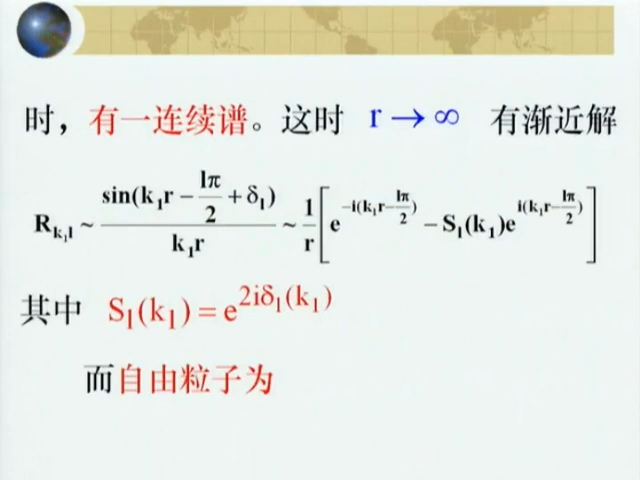 时，有一连续谱。这时 r → ∞ 有渐近解
R_{k₁l} ~ sin(k₁r − lπ/2 + δ_l) / k₁r ~ 1/r [ e^{−i(k₁r − lπ/2)} − S_l(k₁)e^{i(k₁r − lπ/2)} ]
其中 S_l(k₁) = e^{2iδ_l(k₁)}
而自由粒子为